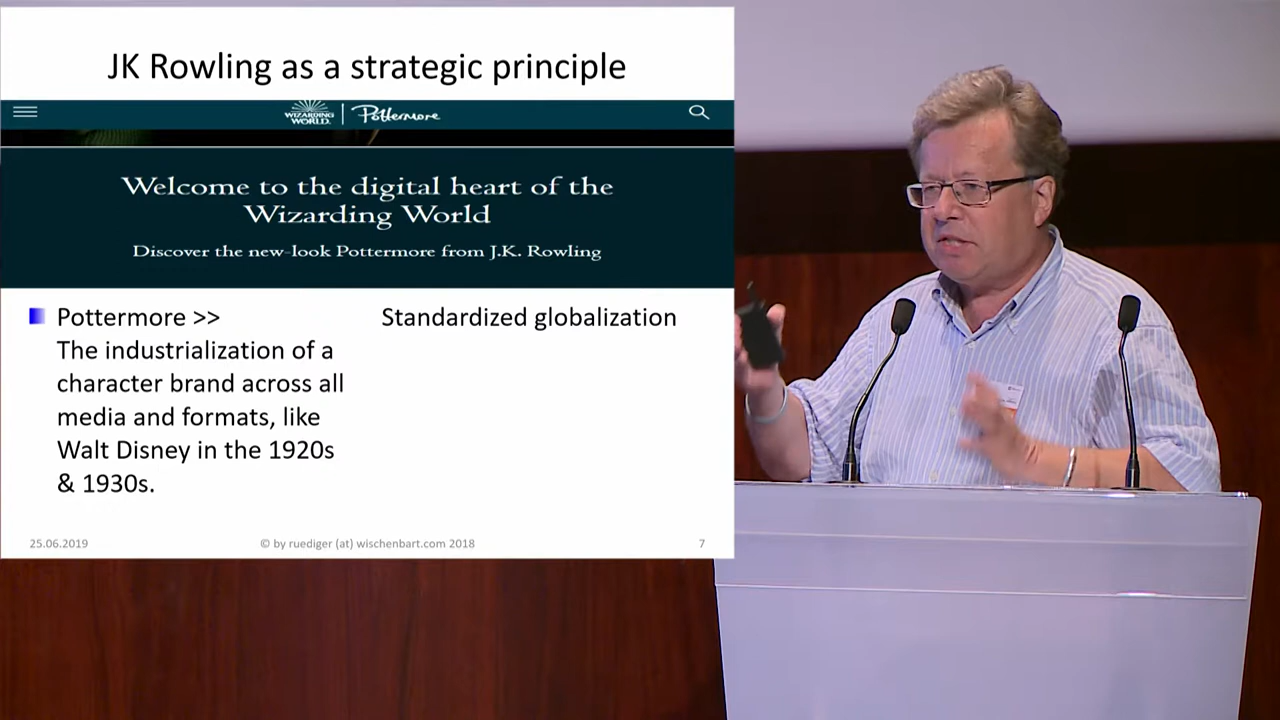 JK Rowling as a strategic principle
WIZARDING
WORLD
Pottermore
Welcome to the digital heart of the
Wizarding World
Discover the new-look Pottermore from J.K. Rowling
Pottermore >>
The industrialization of a
character brand across all
media and formats, like
Walt Disney in the 1920s
& 1930s.
Standardized globalization
25.06.2019
© by ruediger (at) wischenbart.com 2018
7